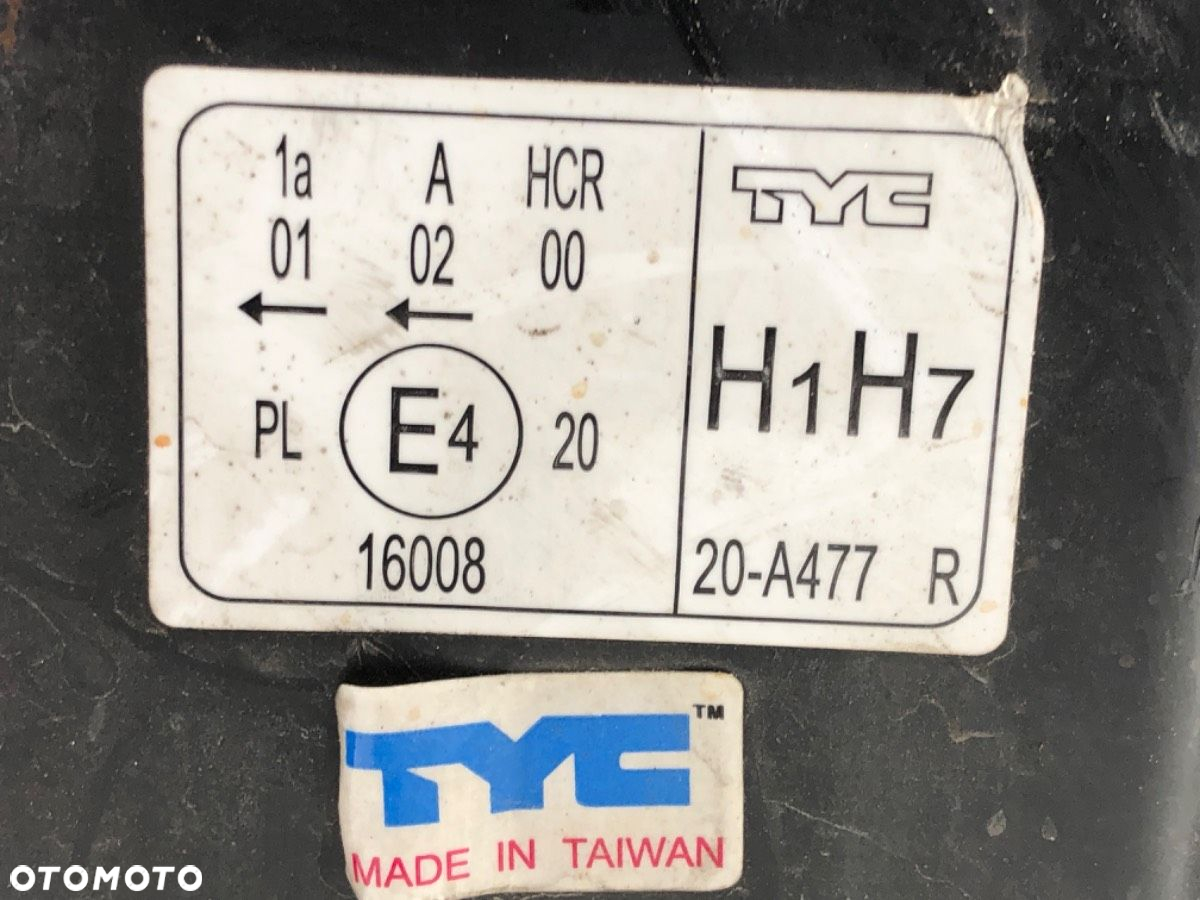 1a A HCR
01 02 00
PL E4 20
16008
TYC
H1H7
20-A477 R
TYC™
MADE IN TAIWAN
OTOMOTO